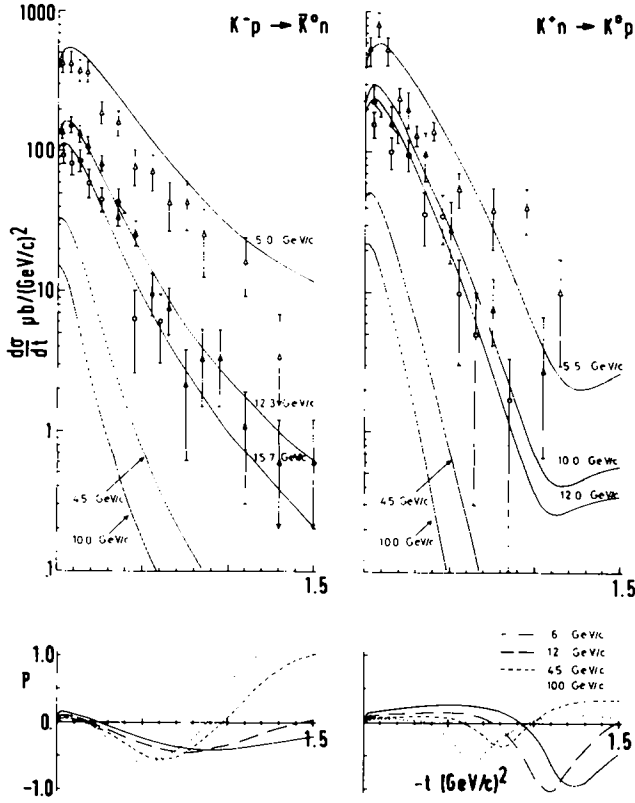 K⁻p → K̄⁰n
K⁺n → K⁰p
1000
100
10
1
.1
dσ/dt μb/(GeV/c)²
5.0 GeV/c
12.3 GeV/c
15.7 GeV/c
45 GeV/c
100 GeV/c
1.5
5.5 GeV/c
10.0 GeV/c
12.0 GeV/c
45 GeV/c
100 GeV/c
1.5
P
1.0
0
-1.0
1.5
6 GeV/c
12 GeV/c
45 GeV/c
100 GeV/c
1.5
-t (GeV/c)²